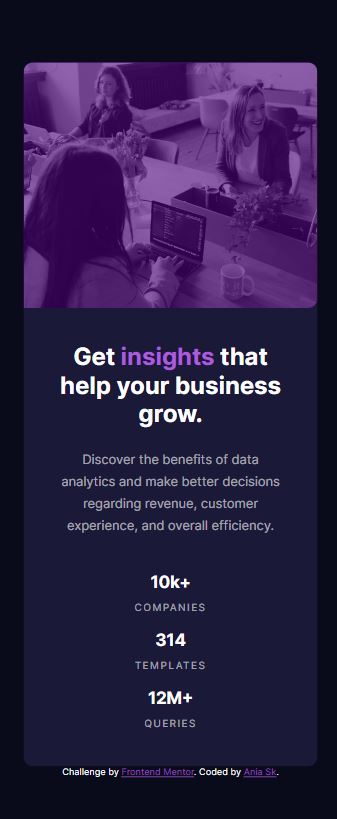 Get insights that
help your business
grow.
Discover the benefits of data
analytics and make better decisions
regarding revenue, customer
experience, and overall efficiency.
10k+
COMPANIES
314
TEMPLATES
12M+
QUERIES
Challenge by Frontend Mentor. Coded by Ania Sk.